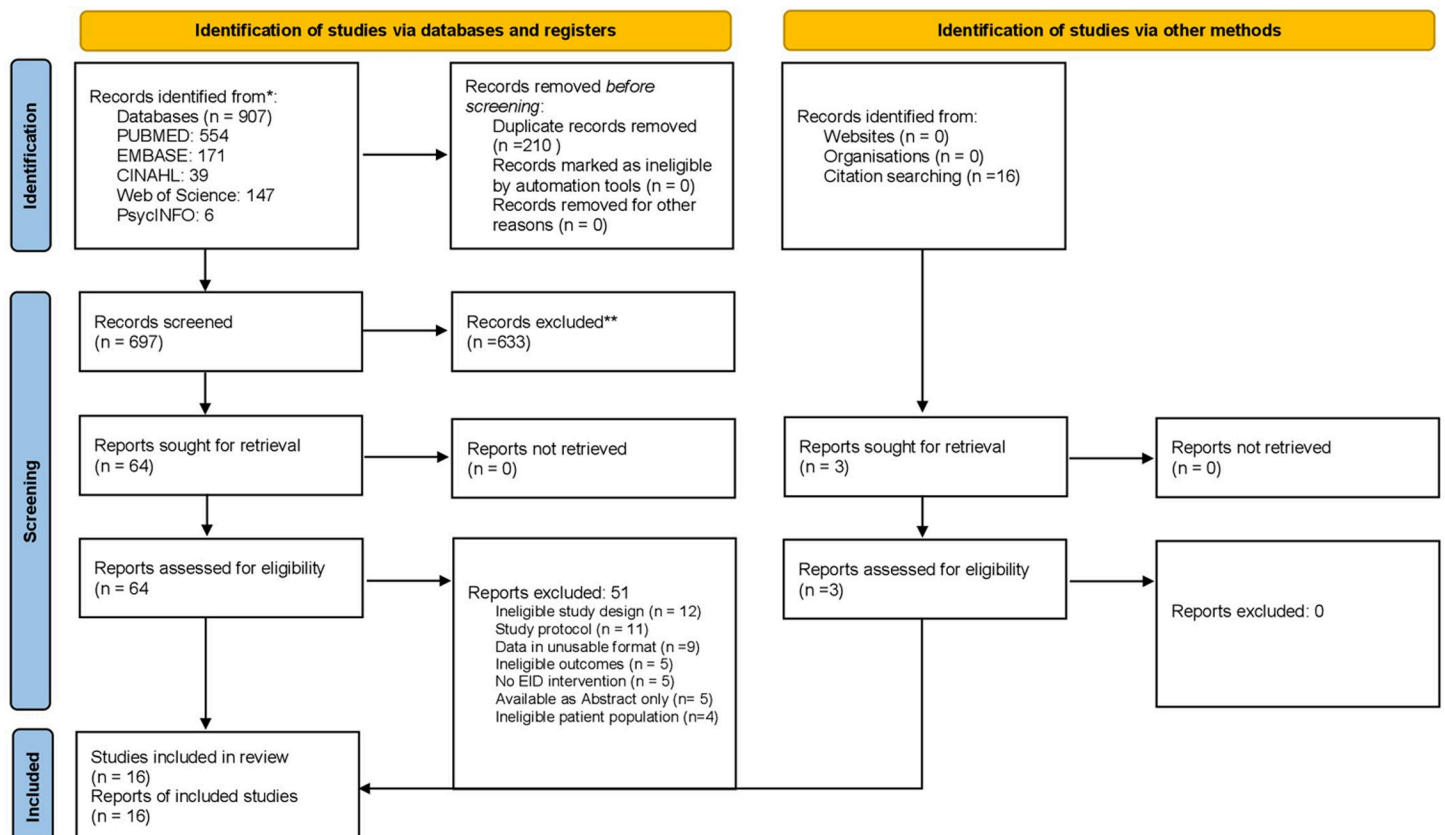 Identification of studies via databases and registers
Identification of studies via other methods
Identification
Records identified from*:
Databases (n = 907)
PUBMED: 554
EMBASE: 171
CINAHL: 39
Web of Science: 147
PsycINFO: 6
Records removed before
screening:
Duplicate records removed
(n =210 )
Records marked as ineligible
by automation tools (n = 0)
Records removed for other
reasons (n = 0)
Records identified from:
Websites (n = 0)
Organisations (n = 0)
Citation searching (n =16)
Screening
Records screened
(n = 697)
Records excluded**
(n =633)
Reports sought for retrieval
(n = 64)
Reports not retrieved
(n = 0)
Reports sought for retrieval
(n = 3)
Reports not retrieved
(n = 0)
Reports assessed for eligibility
(n = 64
Reports excluded: 51
Ineligible study design (n = 12)
Study protocol (n = 11)
Data in unusable format (n =9)
Ineligible outcomes (n = 5)
No EID intervention (n = 5)
Available as Abstract only (n= 5)
Ineligible patient population (n=4)
Reports assessed for eligibility
(n =3)
Reports excluded: 0
Included
Studies included in review
(n = 16)
Reports of included studies
(n = 16)